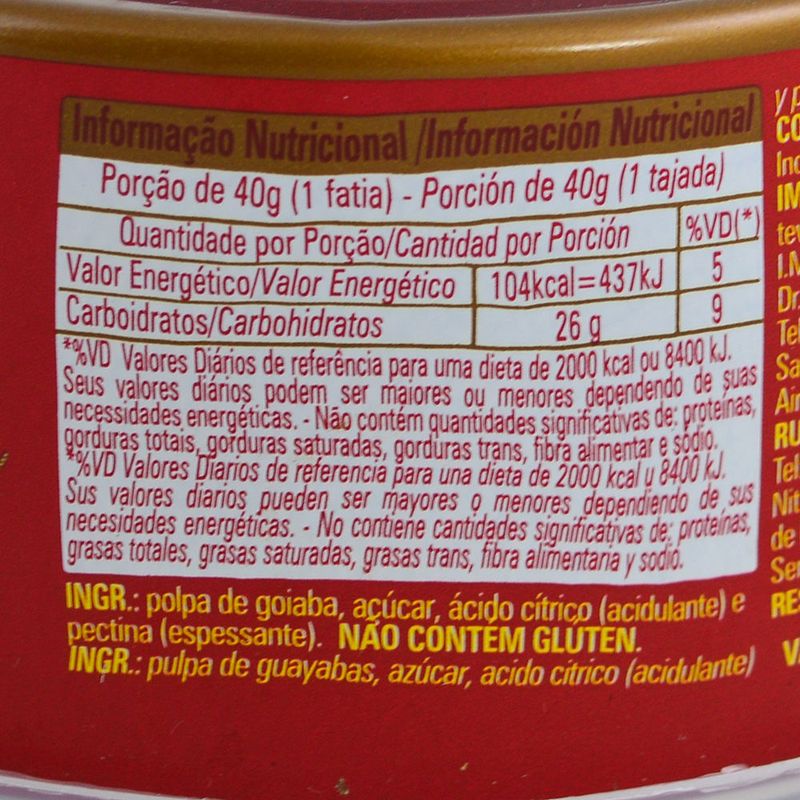 Informação Nutricional /Información Nutricional
Porção de 40g (1 fatia) - Porción de 40g (1 tajada)
Quantidade por Porção/Cantidad por Porción %VD(*)
Valor Energético/Valor Energético 104kcal=437kJ 5
Carboidratos/Carbohidratos 26 g 9
*%VD Valores Diários de referência para uma dieta de 2000 kcal ou 8400 kJ.
Seus valores diários podem ser maiores ou menores dependendo de suas
necessidades energéticas. - Não contém quantidades significativas de: proteínas,
gorduras totais, gorduras saturadas, gorduras trans, fibra alimentar e sódio.
*%VD Valores Diarios de referencia para una dieta de 2000 kcal u 8400 kJ.
Sus valores diarios pueden ser mayores o menores dependiendo de sus
necesidades energéticas. - No contiene cantidades significativas de: proteínas,
grasas totales, grasas saturadas, grasas trans, fibra alimentaria y sodio.
INGR.: polpa de goiaba, açúcar, ácido cítrico (acidulante) e
pectina (espessante). NÃO CONTÉM GLÚTEN.
INGR.: pulpa de guayabas, azúcar, acido cítrico (acidulante)